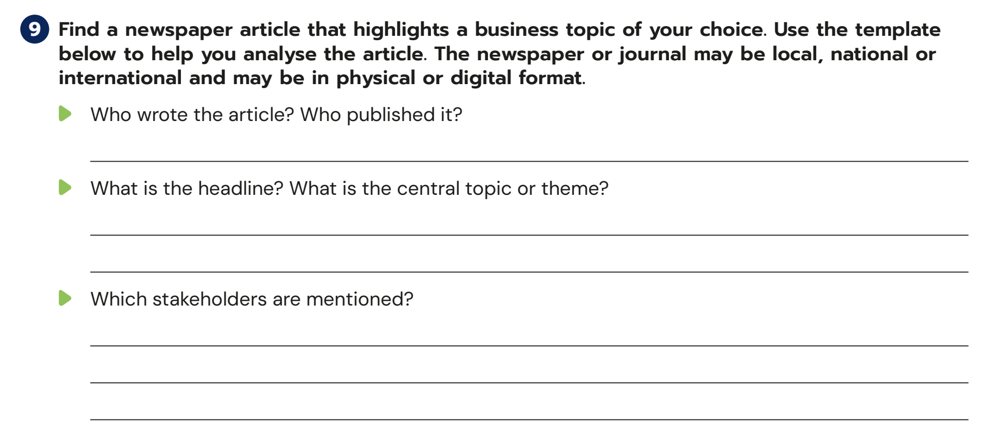 9 Find a newspaper article that highlights a business topic of your choice. Use the template
below to help you analyse the article. The newspaper or journal may be local, national or
international and may be in physical or digital format.
Who wrote the article? Who published it?
What is the headline? What is the central topic or theme?
Which stakeholders are mentioned?